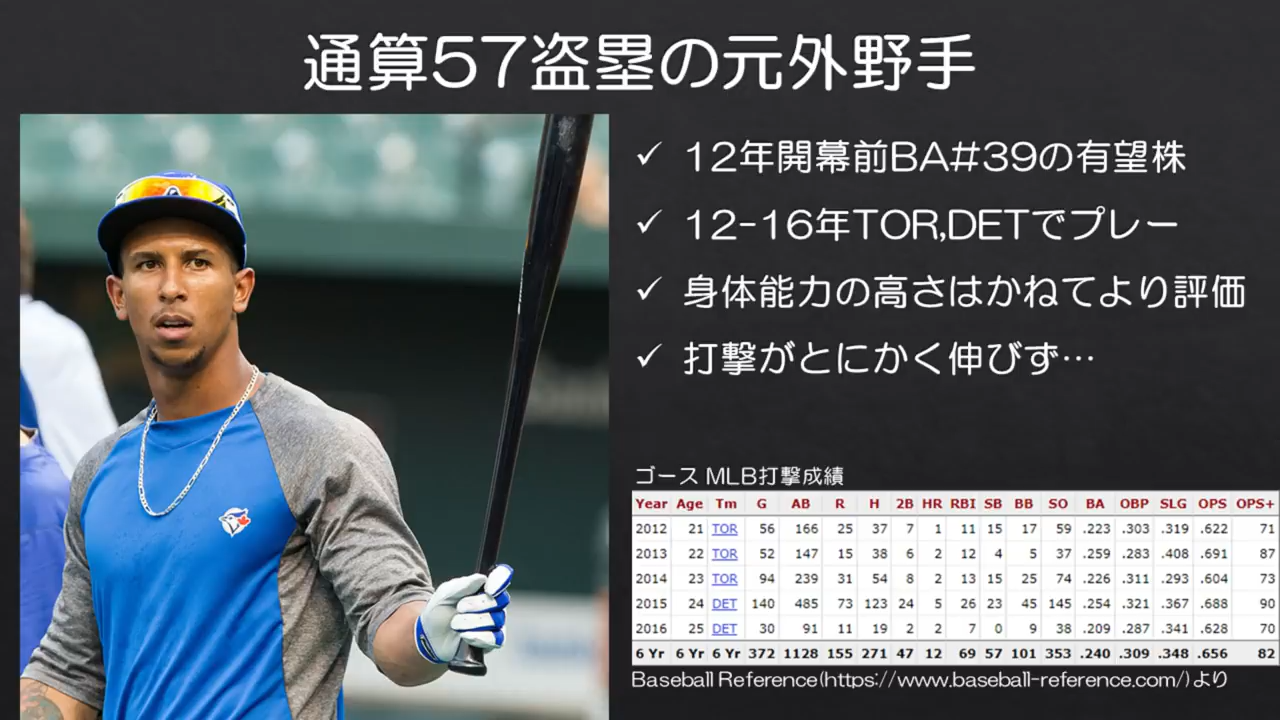 通算57盗塁の元外野手
✓ 12年開幕前BA#39の有望株
✓ 12-16年TOR,DETでプレー
✓ 身体能力の高さはかねてより評価
✓ 打撃がとにかく伸びず…
ゴース MLB打撃成績
Year Age Tm G AB R H 2B HR RBI SB BB SO BA OBP SLG OPS OPS+
2012 21 TOR 56 166 25 37 7 1 11 15 17 59 .223 .303 .319 .622 71
2013 22 TOR 52 147 15 38 6 2 12 4 5 37 .259 .283 .408 .691 87
2014 23 TOR 94 239 31 54 8 2 13 15 25 74 .226 .311 .293 .604 73
2015 24 DET 140 485 73 123 24 5 26 23 45 145 .254 .321 .367 .688 90
2016 25 DET 30 91 11 19 2 2 7 0 9 38 .209 .287 .341 .628 70
6 Yr 6 Yr 6 Yr 372 1128 155 271 47 12 69 57 101 353 .240 .309 .348 .656 82
Baseball Reference(https://www.baseball-reference.com/)より